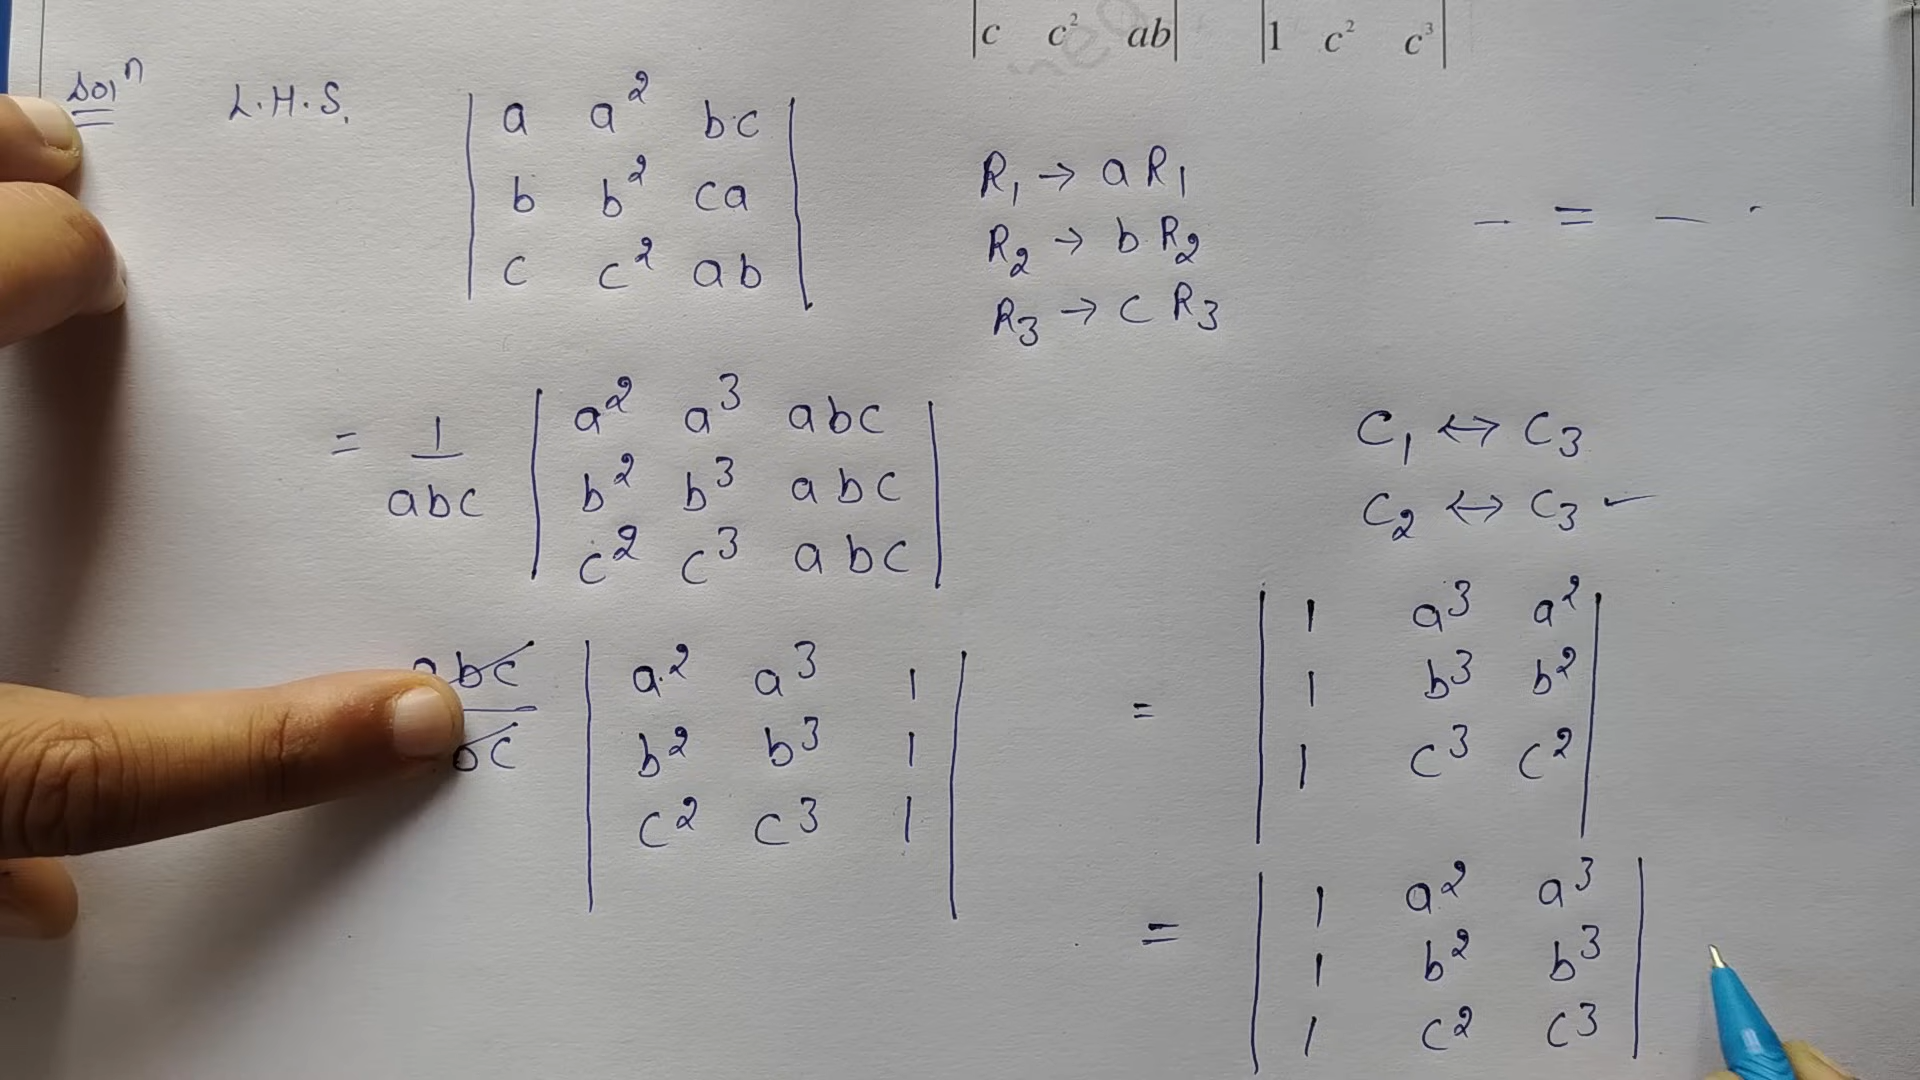 |c c² ab| |1 c² c³|
Solⁿ L.H.S. |a a² bc|
|b b² ca|
|c c² ab|
R₁ → aR₁
R₂ → bR₂
R₃ → cR₃
— = — .
= 1/abc |a² a³ abc|
|b² b³ abc|
|c² c³ abc|
C₁ ↔ C₃
C₂ ↔ C₃
bc/bc |a² a³ 1|
|b² b³ 1|
|c² c³ 1|
= |1 a³ a²|
|1 b³ b²|
|1 c³ c²|
= |1 a² a³|
|1 b² b³|
|1 c² c³|